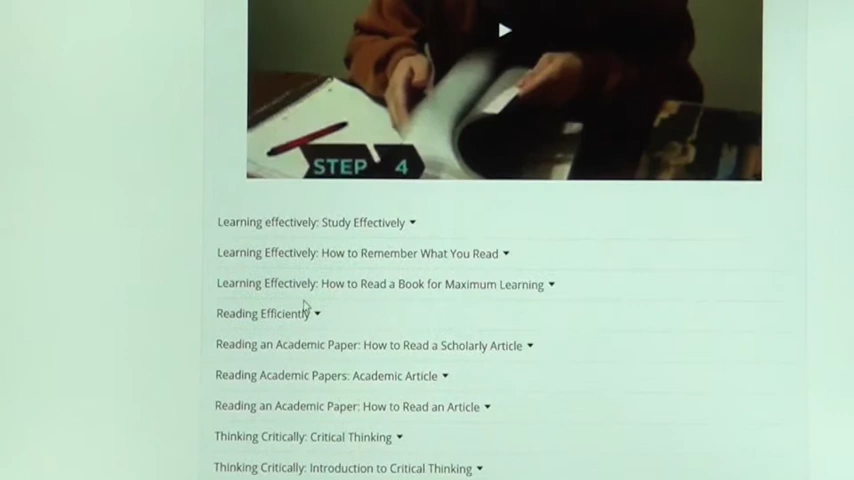 STEP 4
Learning effectively: Study Effectively
Learning Effectively: How to Remember What You Read
Learning Effectively: How to Read a Book for Maximum Learning
Reading Efficiently
Reading an Academic Paper: How to Read a Scholarly Article
Reading Academic Papers: Academic Article
Reading an Academic Paper: How to Read an Article
Thinking Critically: Critical Thinking
Thinking Critically: Introduction to Critical Thinking